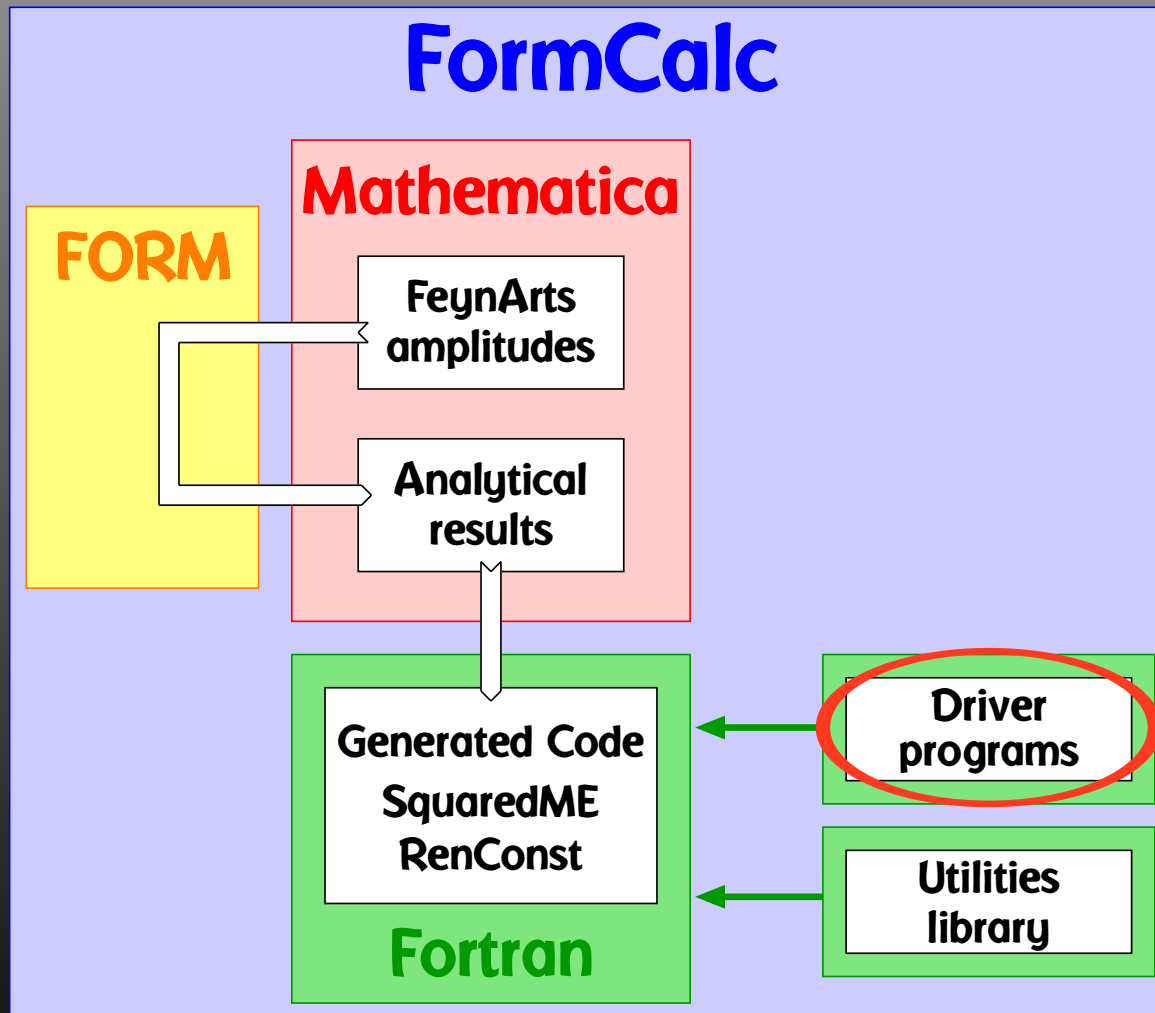 FormCalc
Mathematica
FORM
FeynArts
amplitudes
Analytical
results
Generated Code
SquaredME
RenConst
Fortran
Driver
programs
Utilities
library